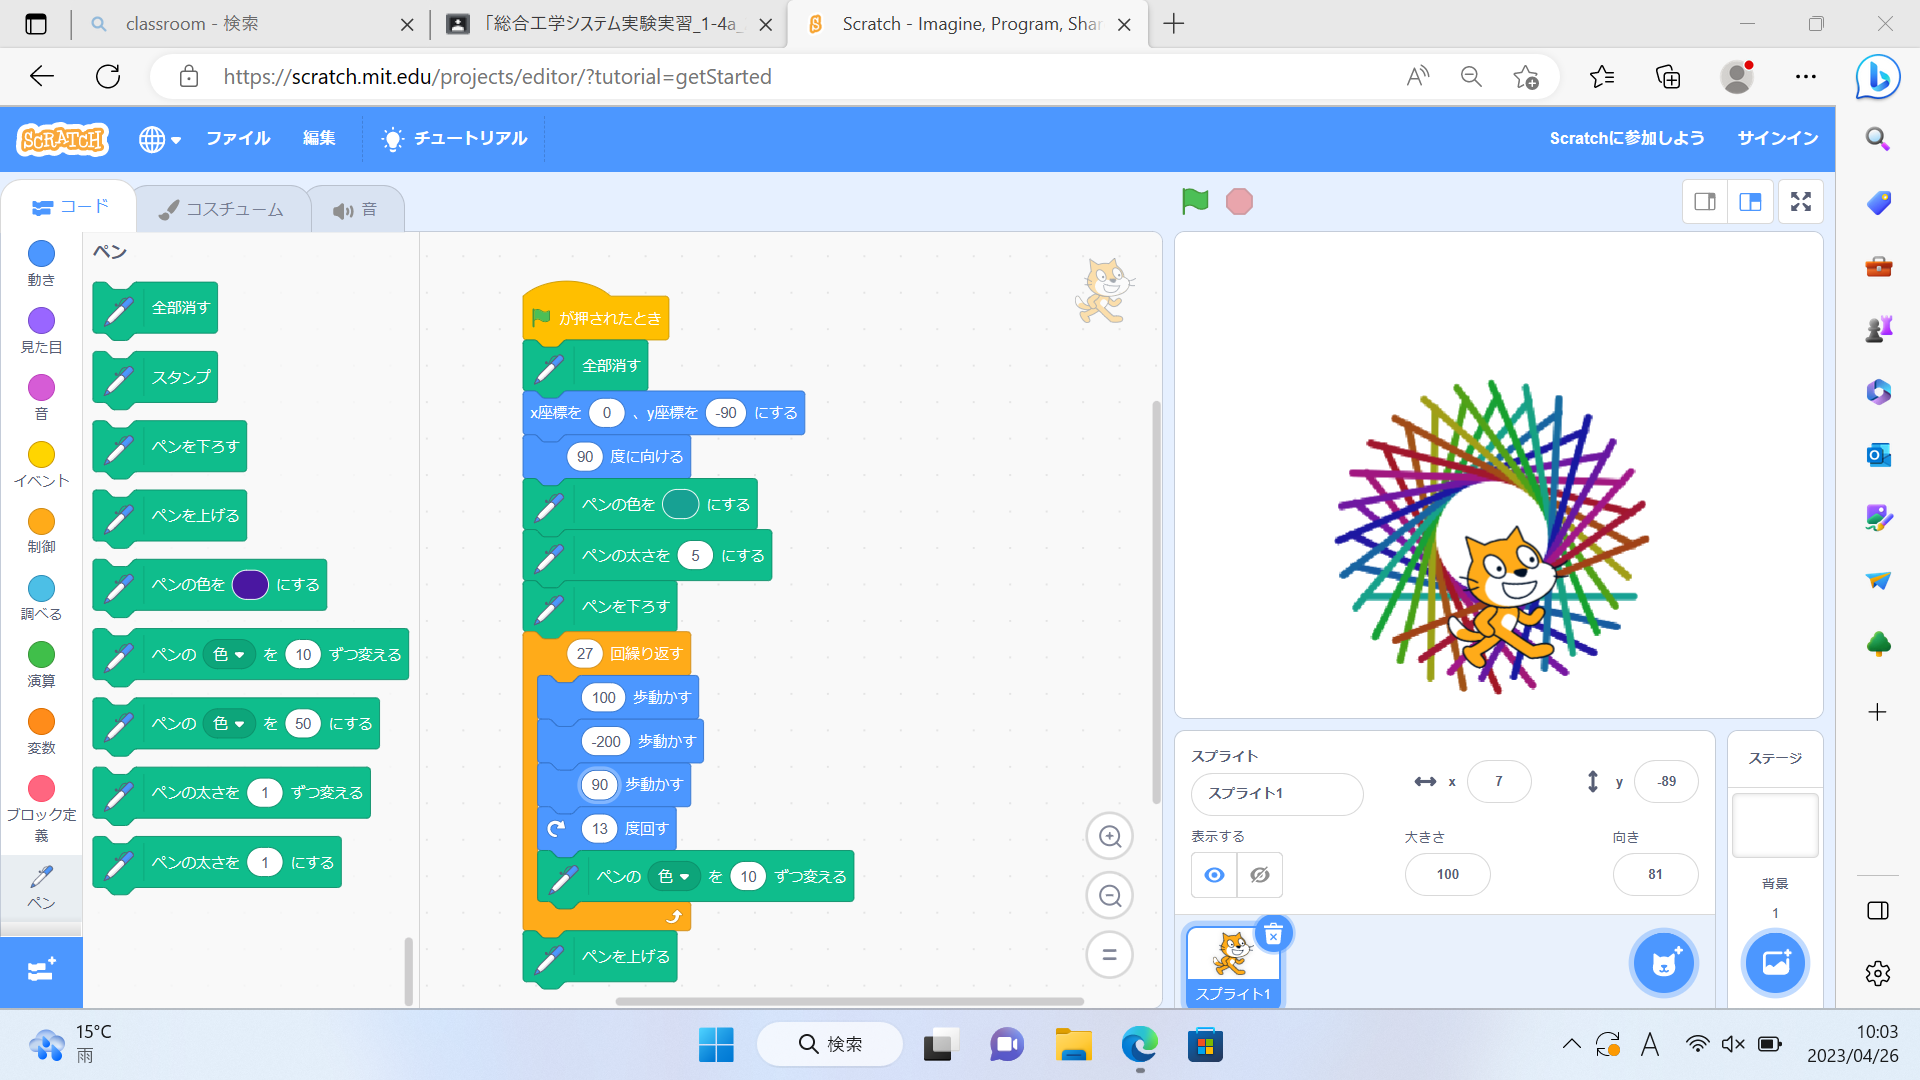 classroom - 検索
「総合工学システム実験実習_1-4a_
Scratch - Imagine, Program, Shar
https://scratch.mit.edu/projects/editor/?tutorial=getStarted
SCRATCH
ファイル
編集
チュートリアル
Scratchに参加しよう
サインイン
コード
コスチューム
音
動き
見た目
音
イベント
制御
調べる
演算
変数
ブロック定
義
ペン
ペン
全部消す
スタンプ
ペンを下ろす
ペンを上げる
ペンの色を にする
ペンの 色 を 10 ずつ変える
ペンの 色 を 50 にする
ペンの太さを 1 ずつ変える
ペンの太さを 1 にする
が押されたとき
全部消す
x座標を 0 、y座標を -90 にする
90 度に向ける
ペンの色を にする
ペンの太さを 5 にする
ペンを下ろす
27 回繰り返す
100 歩動かす
-200 歩動かす
90 歩動かす
13 度回す
ペンの 色 を 10 ずつ変える
ペンを上げる
スプライト
スプライト1
x 7
y -89
表示する
大きさ
100
向き
81
スプライト1
ステージ
背景
1
15°C
雨
検索
A
10:03
2023/04/26